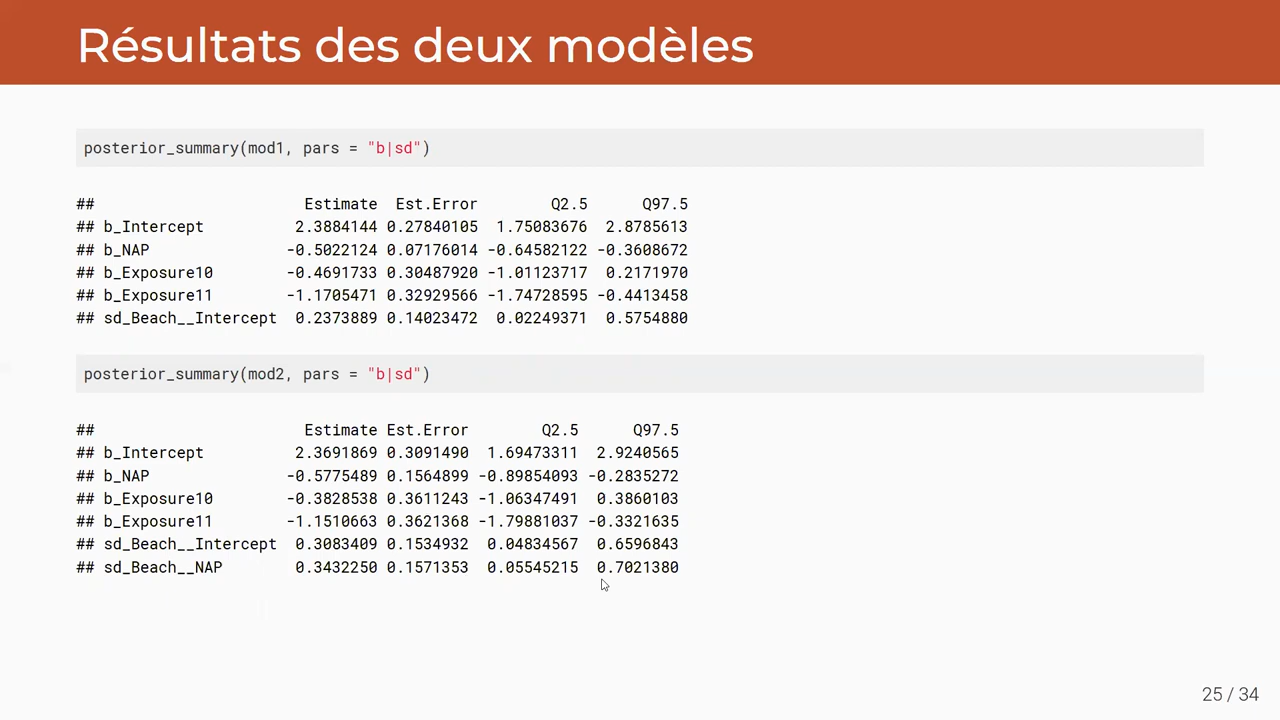 Résultats des deux modèles
posterior_summary(mod1, pars = "b|sd")
## Estimate Est.Error Q2.5 Q97.5
## b_Intercept 2.3884144 0.27840105 1.75083676 2.8785613
## b_NAP -0.5022124 0.07176014 -0.64582122 -0.3608672
## b_Exposure10 -0.4691733 0.30487920 -1.01123717 0.2171970
## b_Exposure11 -1.1705471 0.32929566 -1.74728595 -0.4413458
## sd_Beach__Intercept 0.2373889 0.14023472 0.02249371 0.5754880
posterior_summary(mod2, pars = "b|sd")
## Estimate Est.Error Q2.5 Q97.5
## b_Intercept 2.3691869 0.3091490 1.69473311 2.9240565
## b_NAP -0.5775489 0.1564899 -0.89854093 -0.2835272
## b_Exposure10 -0.3828538 0.3611243 -1.06347491 0.3860103
## b_Exposure11 -1.1510663 0.3621368 -1.79881037 -0.3321635
## sd_Beach__Intercept 0.3083409 0.1534932 0.04834567 0.6596843
## sd_Beach__NAP 0.3432250 0.1571353 0.05545215 0.7021380
25 / 34